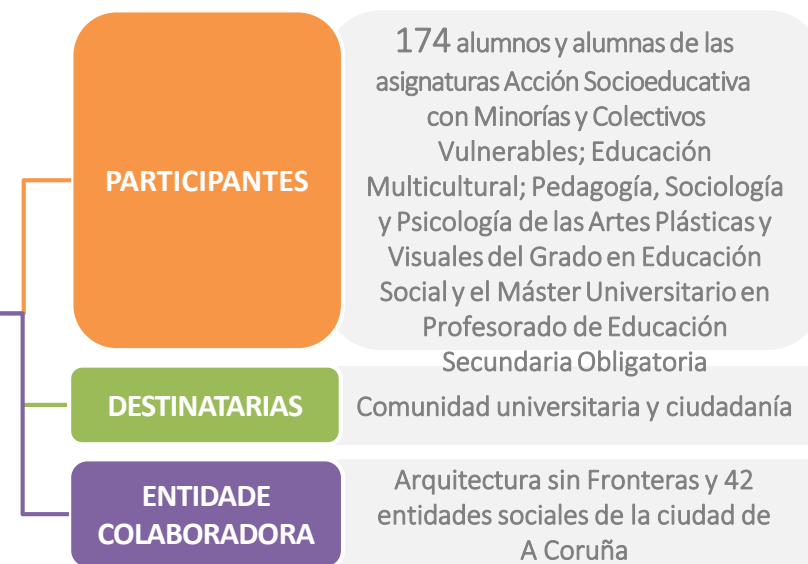 PARTICIPANTES
174 alumnos y alumnas de las
asignaturas Acción Socioeducativa
con Minorías y Colectivos
Vulnerables; Educación
Multicultural; Pedagogía, Sociología
y Psicología de las Artes Plásticas y
Visuales del Grado en Educación
Social y el Máster Universitario en
Profesorado de Educación
Secundaria Obligatoria
DESTINATARIAS
Comunidad universitaria y ciudadanía
ENTIDADE
COLABORADORA
Arquitectura sin Fronteras y 42
entidades sociales de la ciudad de
A Coruña